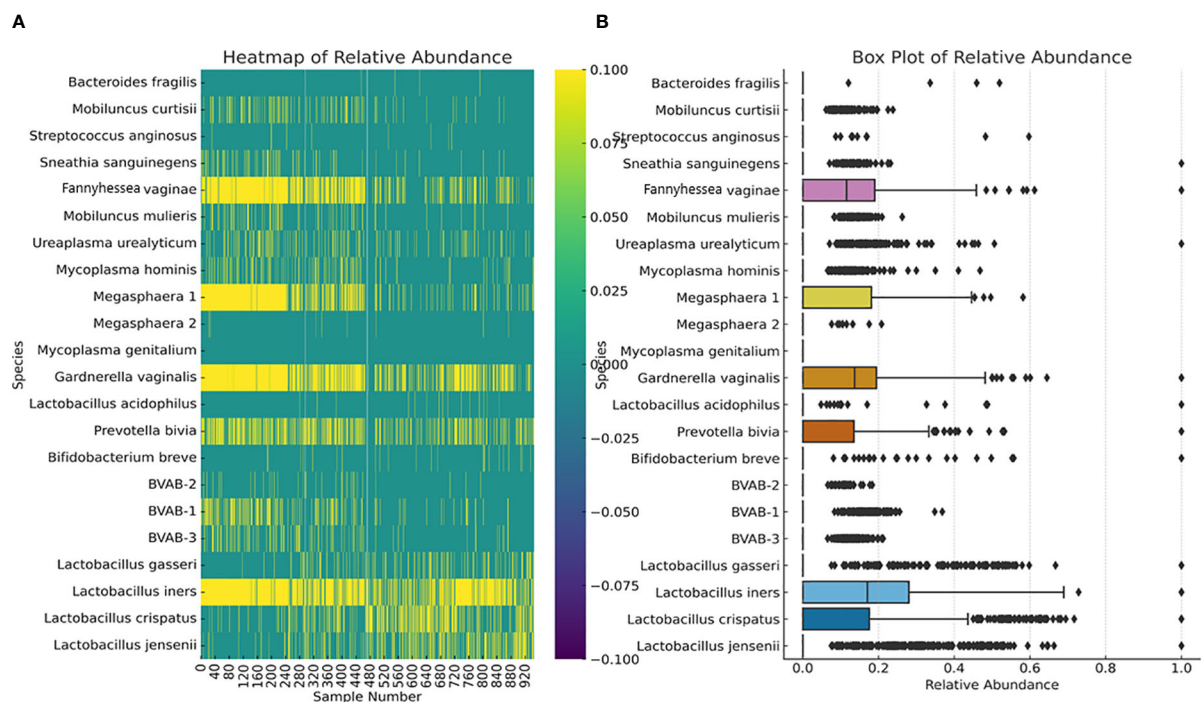 A
B
Heatmap of Relative Abundance
Box Plot of Relative Abundance
Species
Bacteroides fragilis
Mobiluncus curtisii
Streptococcus anginosus
Sneathia sanguinegens
Fannyhessea vaginae
Mobiluncus mulieris
Ureaplasma urealyticum
Mycoplasma hominis
Megasphaera 1
Megasphaera 2
Mycoplasma genitalium
Gardnerella vaginalis
Lactobacillus acidophilus
Prevotella bivia
Bifidobacterium breve
BVAB-2
BVAB-1
BVAB-3
Lactobacillus gasseri
Lactobacillus iners
Lactobacillus crispatus
Lactobacillus jensenii
0 40 80 120 160 200 240 280 320 360 400 440 480 520 560 600 640 680 720 760 800 840 880 920
Sample Number
0.100
0.075
0.050
0.025
0.000
−0.025
−0.050
−0.075
−0.100
Species
Bacteroides fragilis
Mobiluncus curtisii
Streptococcus anginosus
Sneathia sanguinegens
Fannyhessea vaginae
Mobiluncus mulieris
Ureaplasma urealyticum
Mycoplasma hominis
Megasphaera 1
Megasphaera 2
Mycoplasma genitalium
Gardnerella vaginalis
Lactobacillus acidophilus
Prevotella bivia
Bifidobacterium breve
BVAB-2
BVAB-1
BVAB-3
Lactobacillus gasseri
Lactobacillus iners
Lactobacillus crispatus
Lactobacillus jensenii
0.0 0.2 0.4 0.6 0.8 1.0
Relative Abundance